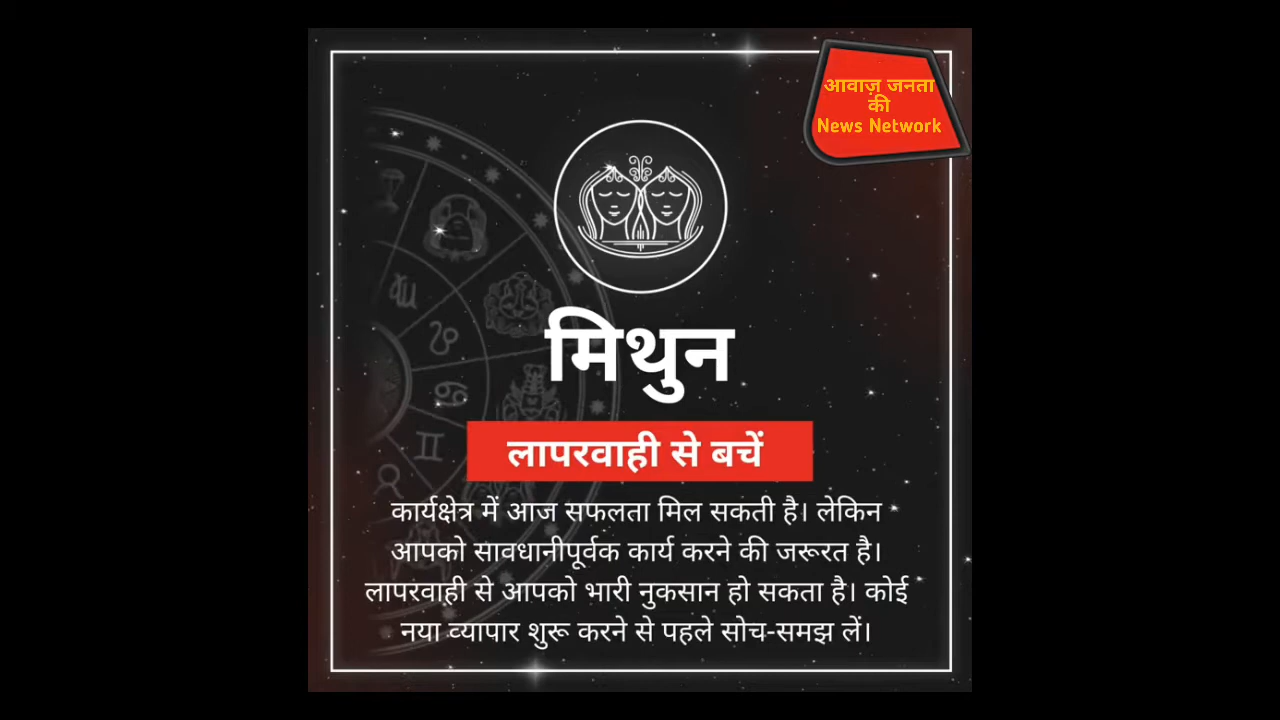 आवाज़ जनता
की
News Network
मिथुन
लापरवाही से बचें
कार्यक्षेत्र में आज सफलता मिल सकती है। लेकिन
आपको सावधानीपूर्वक कार्य करने की जरूरत है।
लापरवाही से आपको भारी नुकसान हो सकता है। कोई
नया व्यापार शुरू करने से पहले सोच-समझ लें।